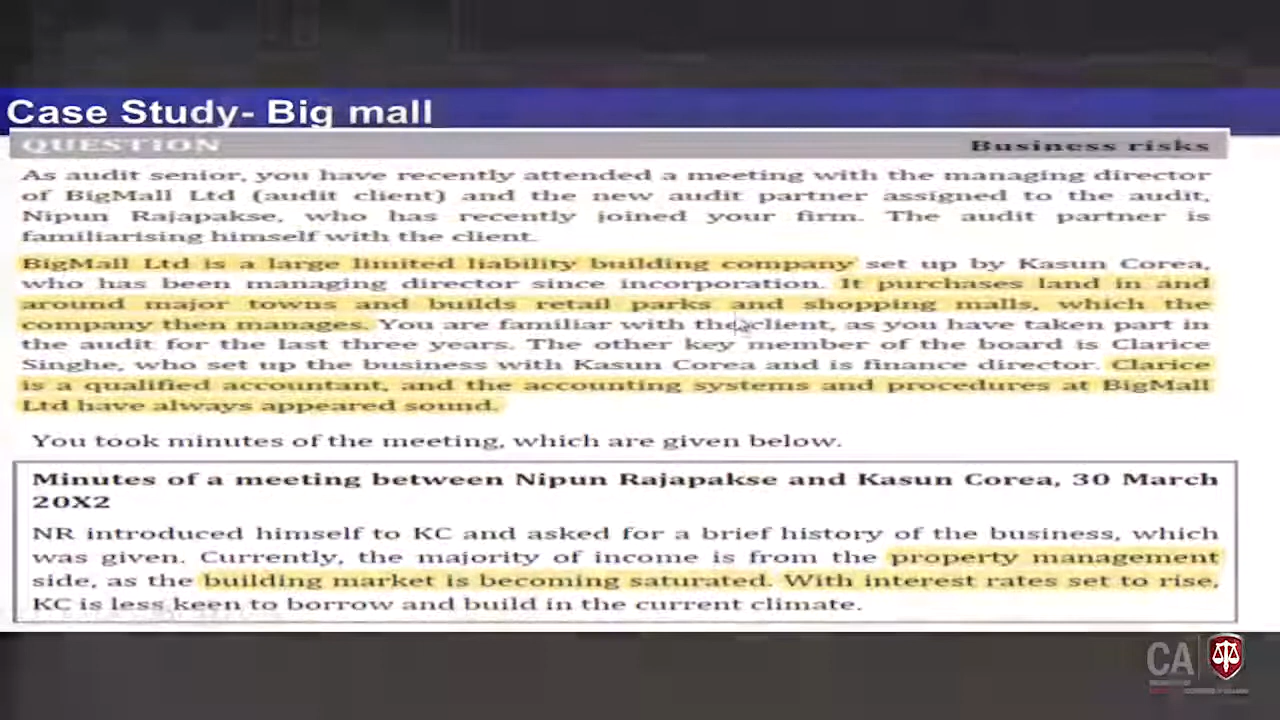 Case Study- Big mall
QUESTION
Business risks
As audit senior, you have recently attended a meeting with the managing director
of BigMall Ltd (audit client) and the new audit partner assigned to the audit,
Nipun Rajapakse, who has recently joined your firm. The audit partner is
familiarising himself with the client.
BigMall Ltd is a large limited liability building company set up by Kasun Corea,
who has been managing director since incorporation. It purchases land in and
around major towns and builds retail parks and shopping malls, which the
company then manages. You are familiar with the client, as you have taken part in
the audit for the last three years. The other key member of the board is Clarice
Singhe, who set up the business with Kasun Corea and is finance director. Clarice
is a qualified accountant, and the accounting systems and procedures at BigMall
Ltd have always appeared sound.
You took minutes of the meeting, which are given below.
Minutes of a meeting between Nipun Rajapakse and Kasun Corea, 30 March
20X2
NR introduced himself to KC and asked for a brief history of the business, which
was given. Currently, the majority of income is from the property management
side, as the building market is becoming saturated. With interest rates set to rise,
KC is less keen to borrow and build in the current climate.
CA